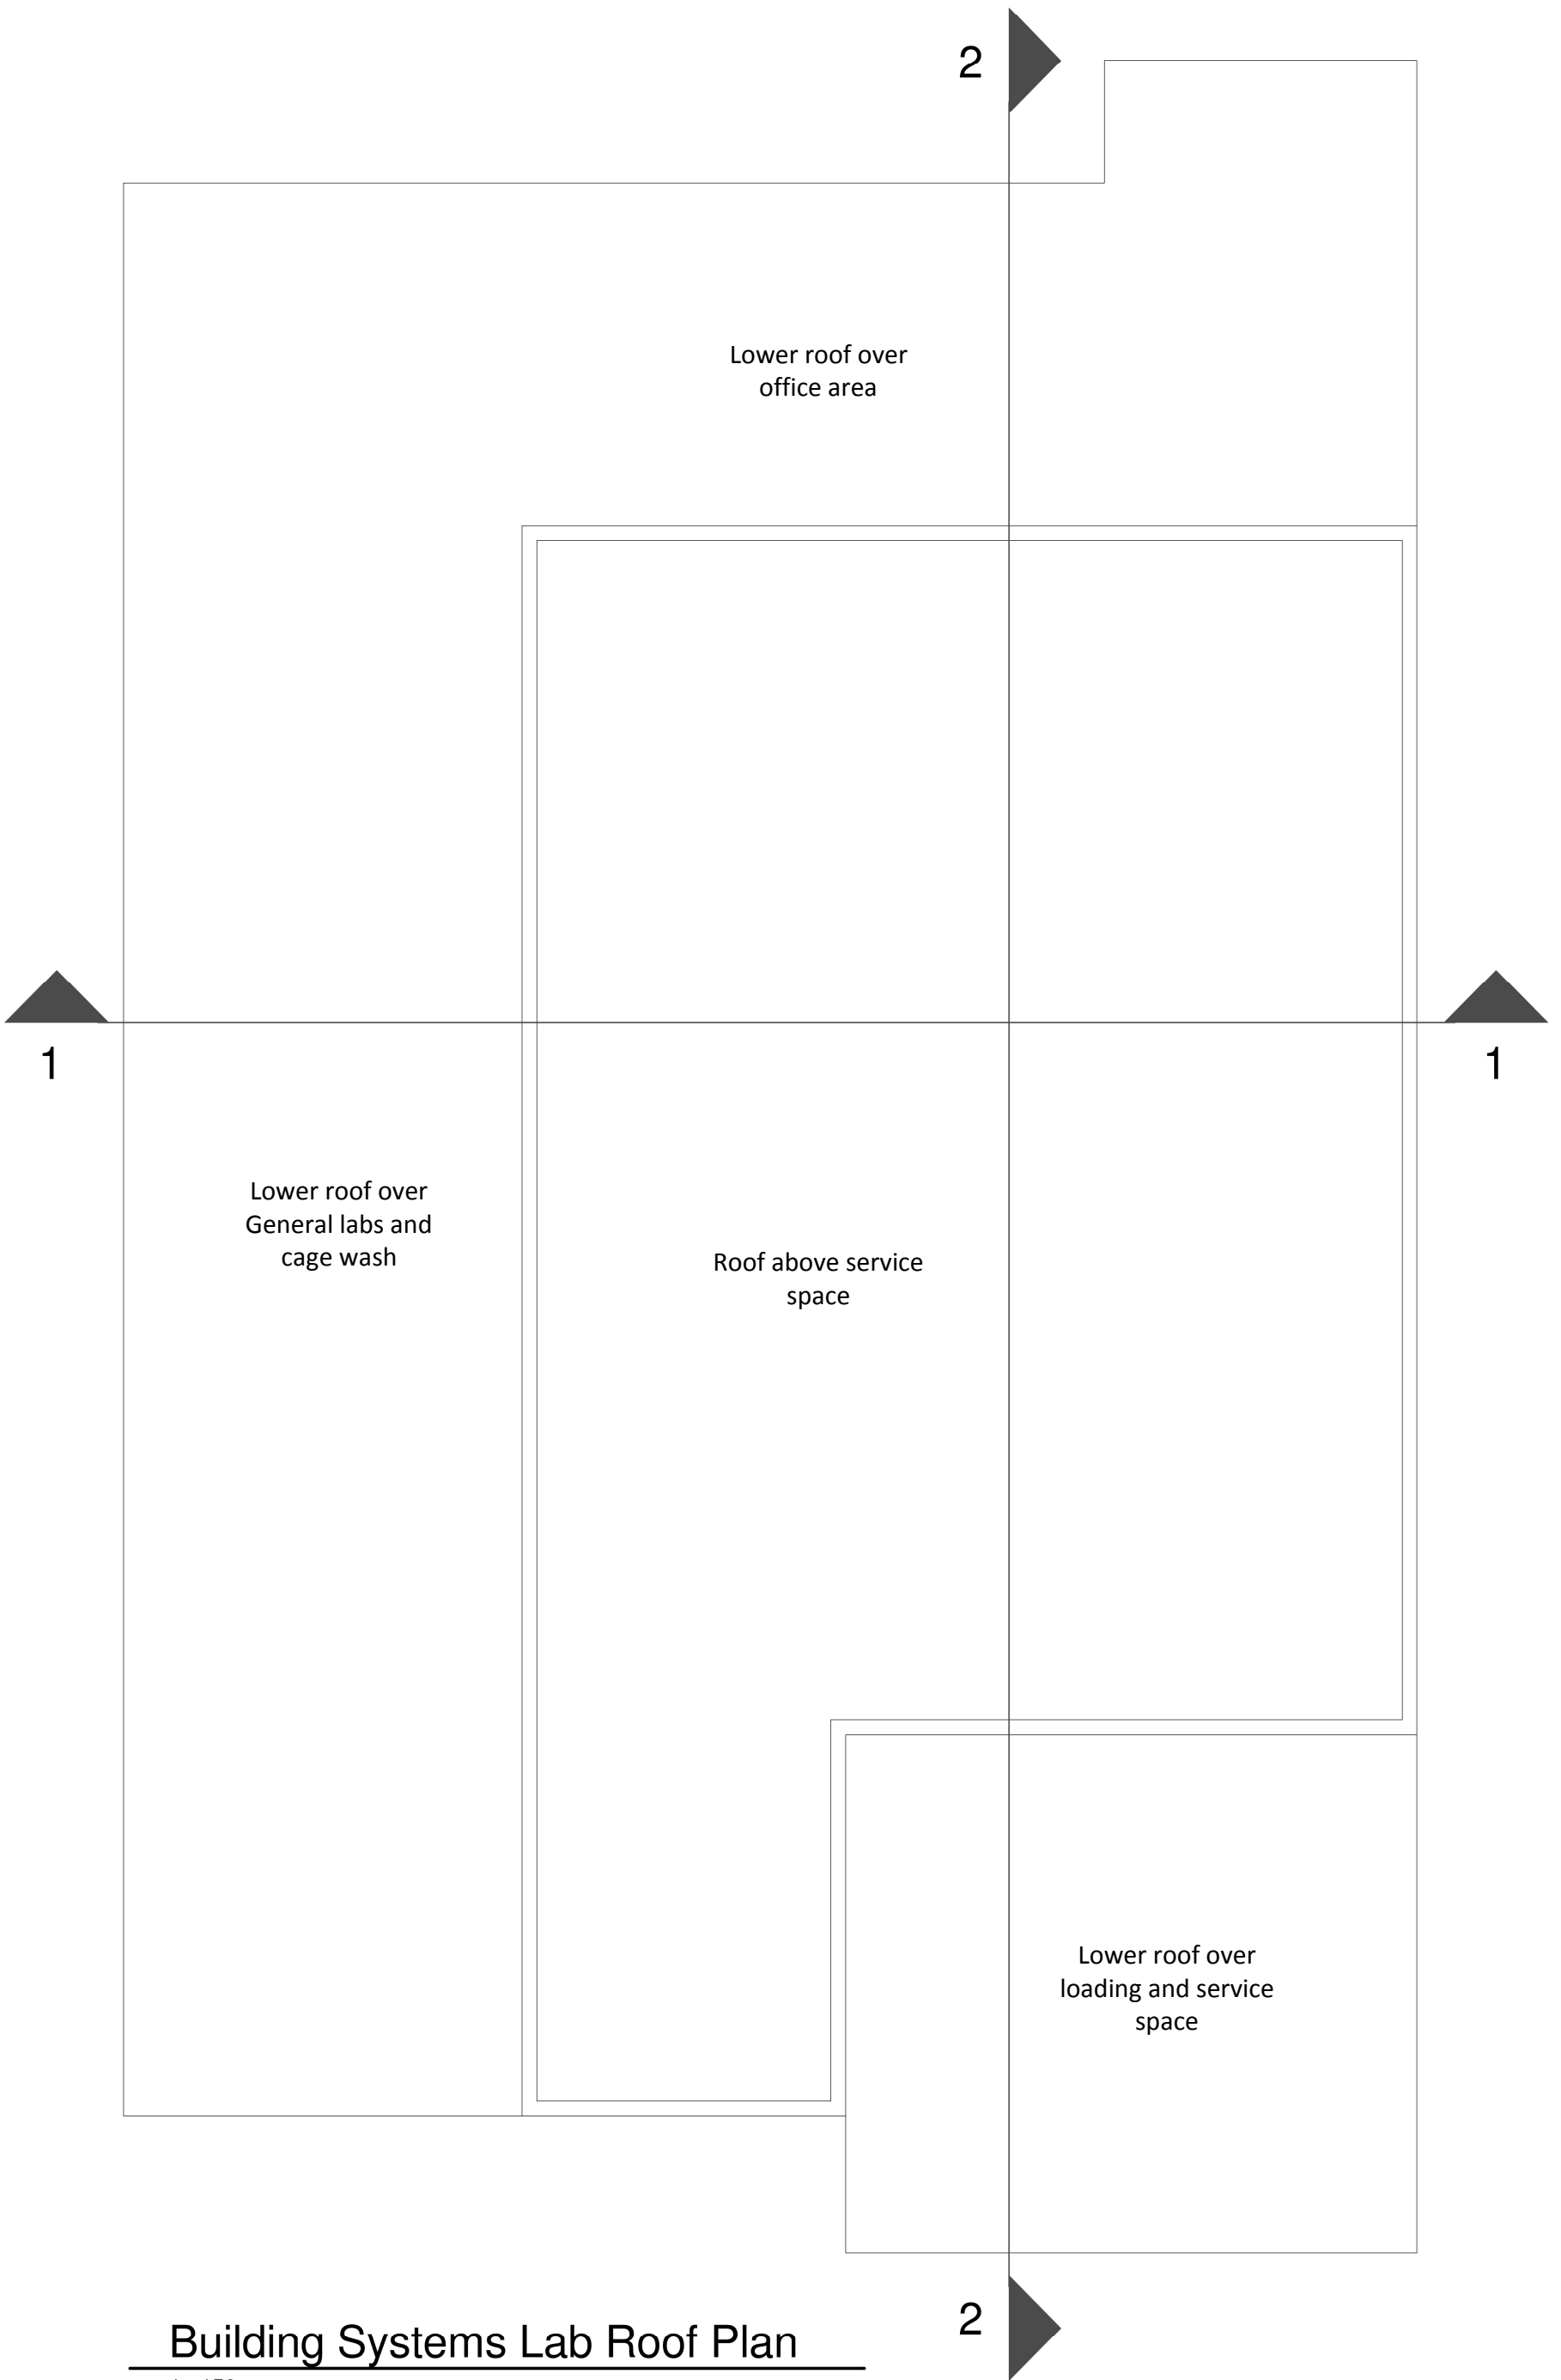 2
Lower roof over
office area
1
1
Lower roof over
General labs and
cage wash
Roof above service
space
Lower roof over
loading and service
space
2
Building Systems Lab Roof Plan